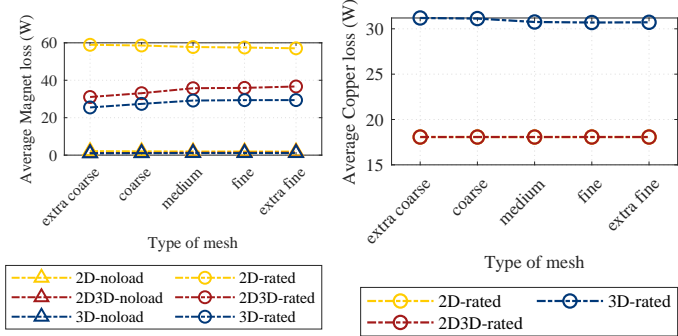 Average Magnet loss (W)
60
40
20
0
extra coarse
coarse
medium
fine
extra fine
Type of mesh
2D-noload
2D-rated
2D3D-noload
2D3D-rated
3D-noload
3D-rated
Average Copper loss (W)
30
25
20
15
extra coarse
coarse
medium
fine
extra fine
Type of mesh
2D-rated
3D-rated
2D3D-rated